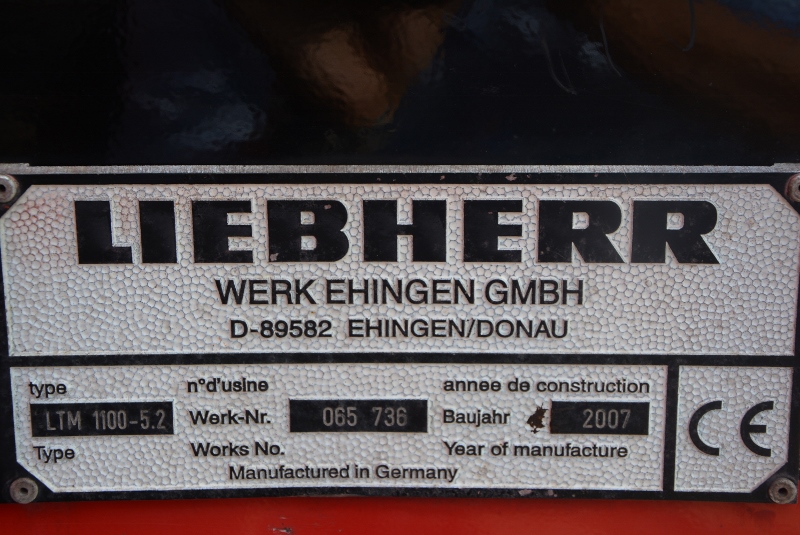 LIEBHERR
WERK EHINGEN GMBH
D-89582 EHINGEN/DONAU
type n°d'usine annee de construction
LTM 1100-5.2 Werk-Nr. 065 736 Baujahr 2007
Type Works No. Year of manufacture
Manufactured in Germany
CE